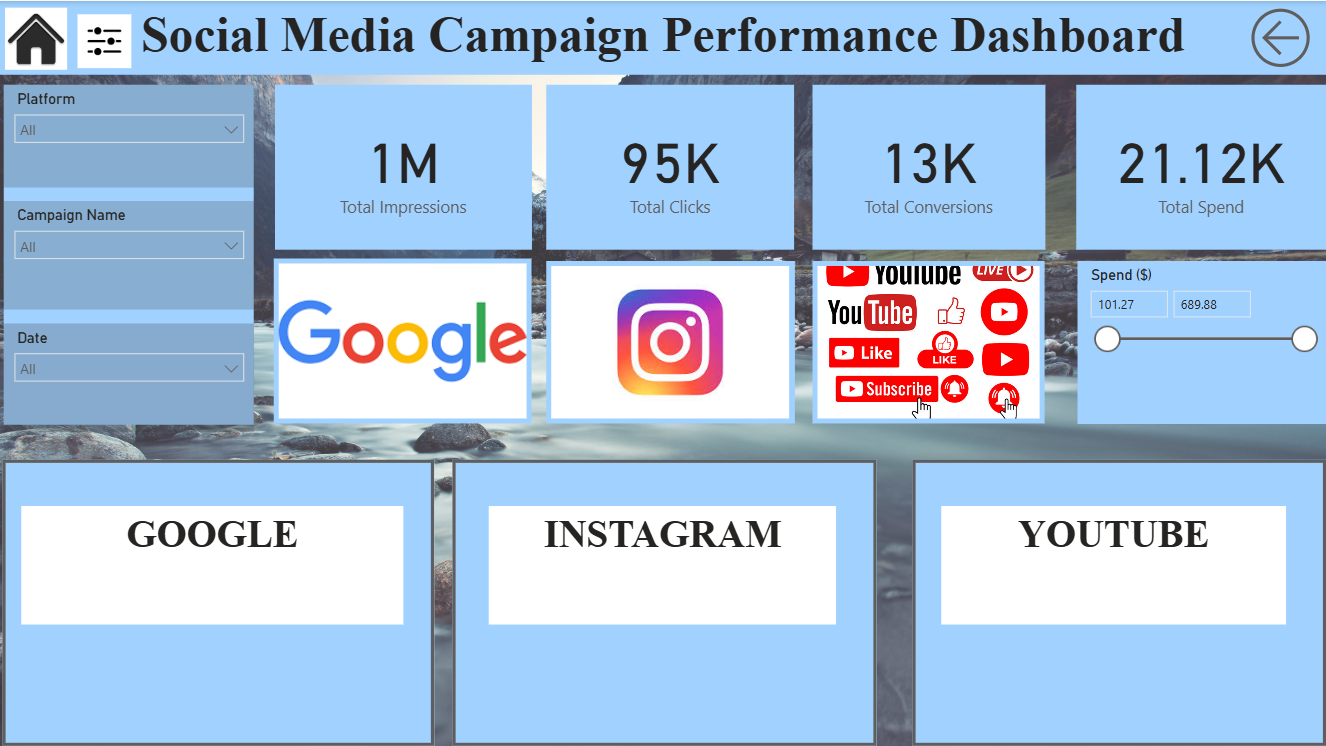 Social Media Campaign Performance Dashboard
Platform
All
Campaign Name
All
Date
All
1M
Total Impressions
95K
Total Clicks
13K
Total Conversions
21.12K
Total Spend
Google
YouTube
LIVE
YouTube
Like
LIKE
Subscribe
Spend ($)
101.27
689.88
GOOGLE
INSTAGRAM
YOUTUBE